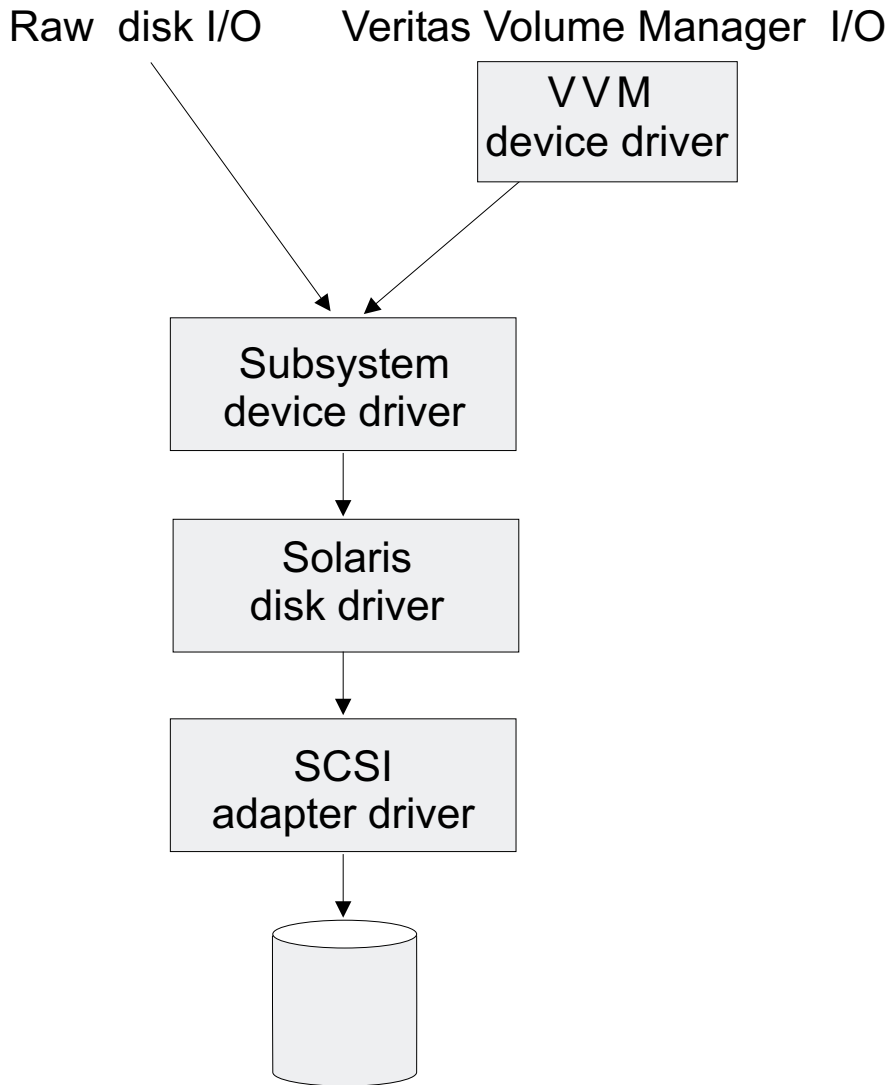 Raw disk I/O
Veritas Volume Manager I/O
VVM
device driver
Subsystem
device driver
Solaris
disk driver
SCSI
adapter driver